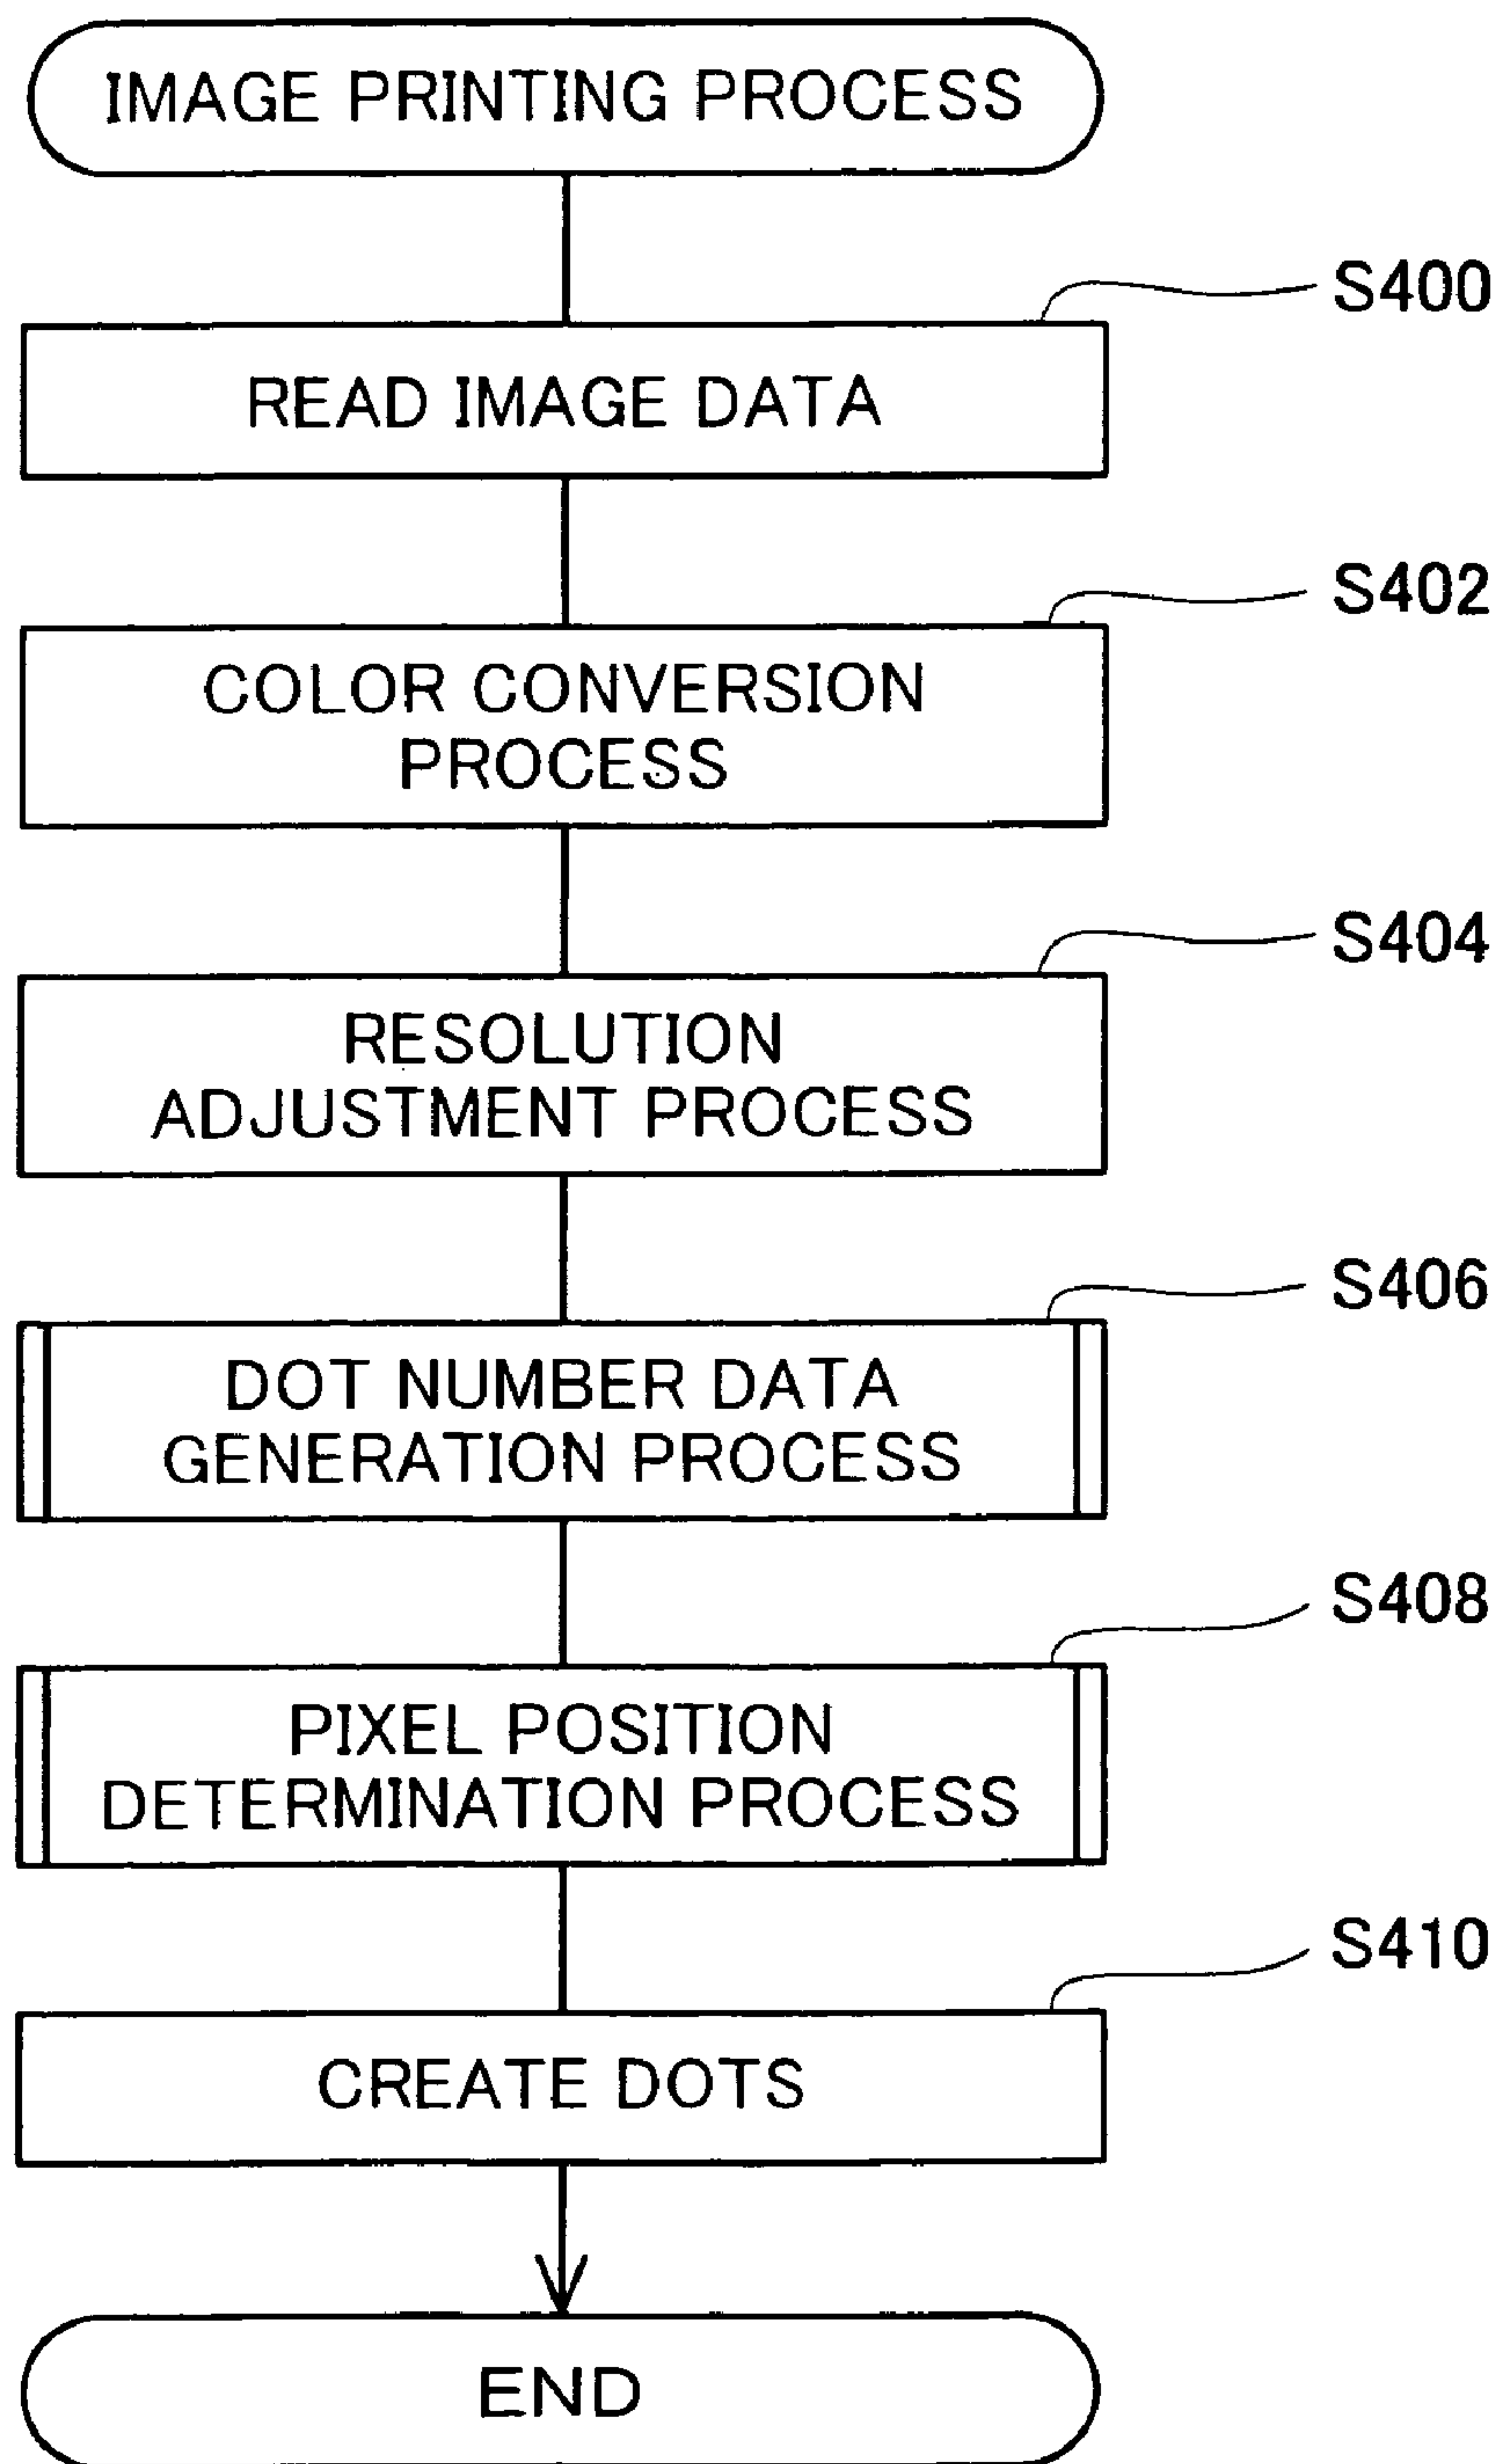 IMAGE PRINTING PROCESS
S400
READ IMAGE DATA
S402
COLOR CONVERSION
PROCESS
S404
RESOLUTION
ADJUSTMENT PROCESS
S406
DOT NUMBER DATA
GENERATION PROCESS
S408
PIXEL POSITION
DETERMINATION PROCESS
S410
CREATE DOTS
END